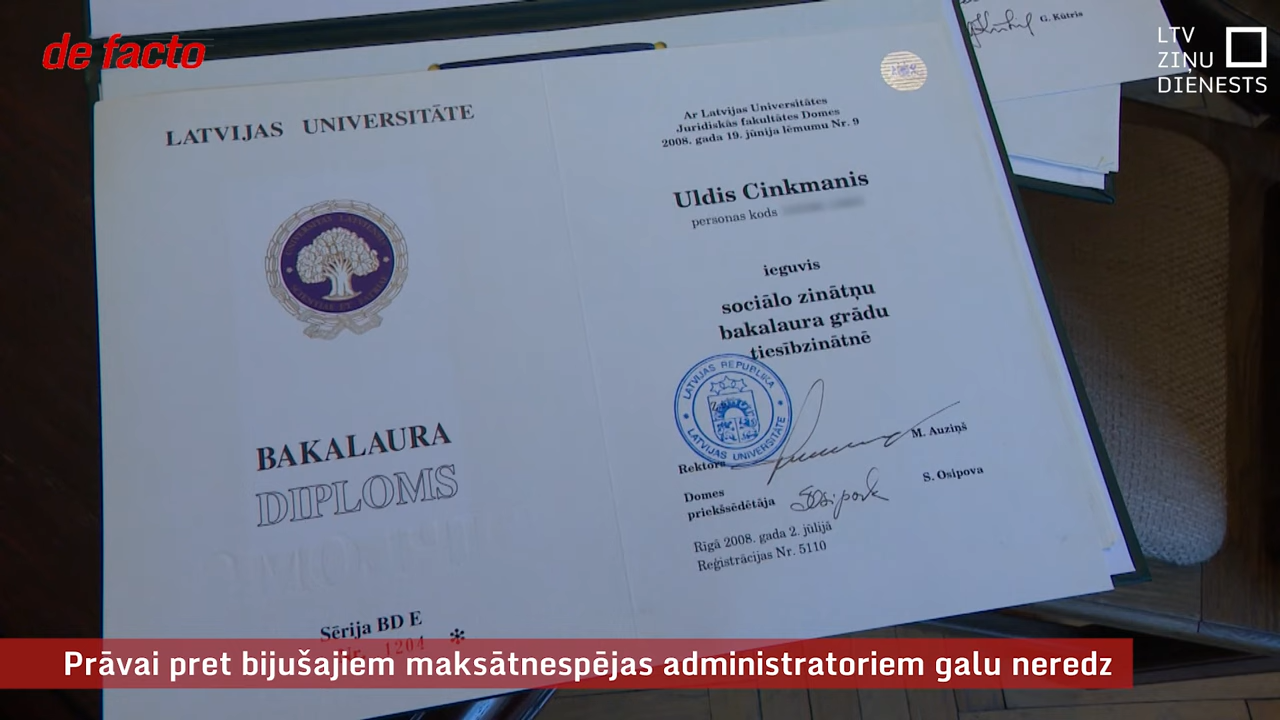 de facto
LTV
ZIŅU
DIENESTS
G. Kūtris
LATVIJAS UNIVERSITĀTE
BAKALAURA
DIPLOMS
Sērija BD E
Nr. 1204 *
Ar Latvijas Universitātes
Juridiskās fakultātes Domes
2008. gada 19. jūnija lēmumu Nr. 9
Uldis Cinkmanis
personas kods
ieguvis
sociālo zinātņu
bakalaura grādu
tiesībzinātnē
LATVIJAS REPUBLIKA
LATVIJAS UNIVERSITĀTE
Rektors M. Auziņš
Domes
priekšsēdētāja S. Osipova
Rīgā 2008. gada 2. jūlijā
Reģistrācijas Nr. 5110
Prāvai pret bijušajiem maksātnespējas administratoriem galu neredz